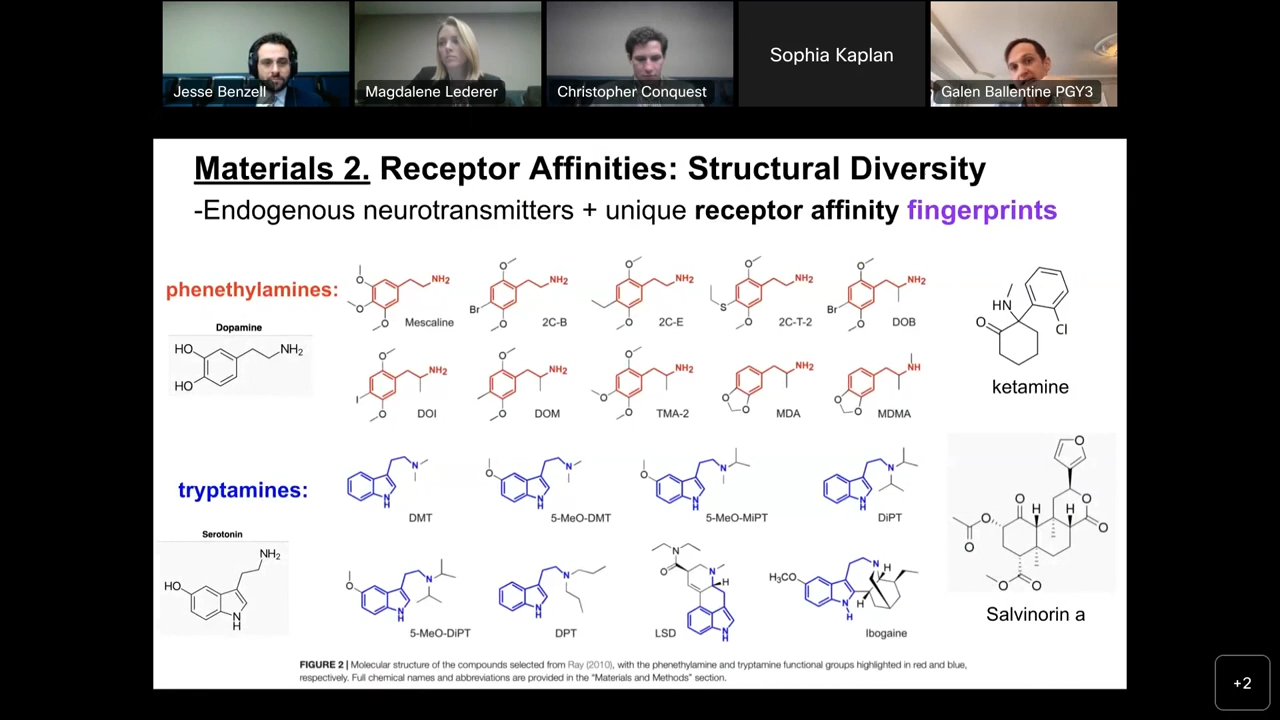 Jesse Benzell
Magdalene Lederer
Christopher Conquest
Sophia Kaplan
Galen Ballentine PGY3
Materials 2. Receptor Affinities: Structural Diversity
-Endogenous neurotransmitters + unique receptor affinity fingerprints
phenethylamines:
Dopamine
HO
HO
NH2
O
O
O
NH2
Mescaline
O
Br
O
NH2
2C-B
O
O
NH2
2C-E
O
S
O
NH2
2C-T-2
O
Br
O
NH2
DOB
O
I
O
NH2
DOI
O
O
NH2
DOM
O
O
O
NH2
TMA-2
O
O
NH2
MDA
O
O
NH
MDMA
HN
O
Cl
ketamine
tryptamines:
Serotonin
HO
NH2
N
H
N
N
H
DMT
O
N
N
H
5-MeO-DMT
O
N
N
H
5-MeO-MiPT
N
N
H
DiPT
O
N
N
H
5-MeO-DiPT
N
N
H
DPT
N
O
N
H
N
H
LSD
H3CO
N
H
H
N
H
Ibogaine
O
O
H
H
O
O
O
O
O
O
Salvinorin a
FIGURE 2 | Molecular structure of the compounds selected from Ray (2010), with the phenethylamine and tryptamine functional groups highlighted in red and blue,
respectively. Full chemical names and abbreviations are provided in the "Materials and Methods" section.
+2